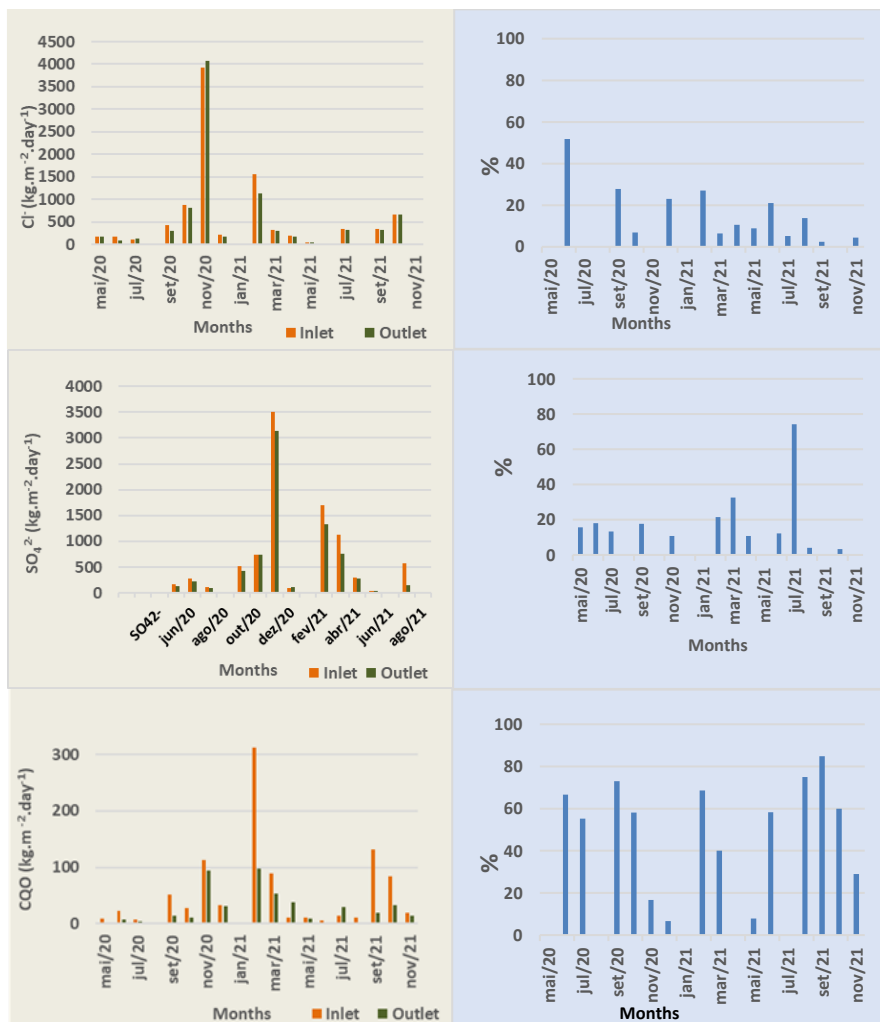 4500
4000
3500
3000
2500
2000
1500
1000
500
0
Cl- (kg.m-2.day-1)
mai/20 jul/20 set/20 nov/20 jan/21 mar/21 mai/21 jul/21 set/21 nov/21
Months
Inlet Outlet
100
80
60
40
20
0
%
mai/20 jul/20 set/20 nov/20 jan/21 mar/21 mai/21 jul/21 set/21 nov/21
Months
4000
3500
3000
2500
2000
1500
1000
500
0
SO42- (kg.m-2.day-1)
SO42- jun/20 ago/20 out/20 dez/20 fev/21 abr/21 jun/21 ago/21
Months
Inlet Outlet
100
80
60
40
20
0
%
mai/20 jul/20 set/20 nov/20 jan/21 mar/21 mai/21 jul/21 set/21 nov/21
Months
300
200
100
0
CQO (kg.m-2.day-1)
mai/20 jul/20 set/20 nov/20 jan/21 mar/21 mai/21 jul/21 set/21 nov/21
Months
Inlet Outlet
100
80
60
40
20
0
%
mai/20 jul/20 set/20 nov/20 jan/21 mar/21 mai/21 jul/21 set/21 nov/21
Months